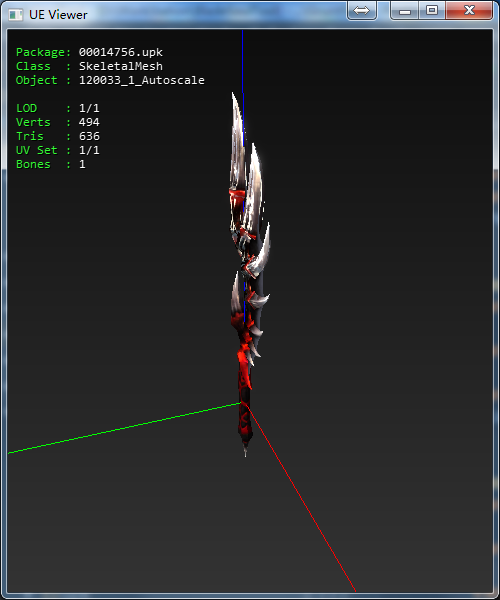 UE Viewer
Package: 00014756.upk
Class  : SkeletalMesh
Object : 120033_1_Autoscale
LOD    : 1/1
Verts  : 494
Tris   : 636
UV Set : 1/1
Bones  : 1